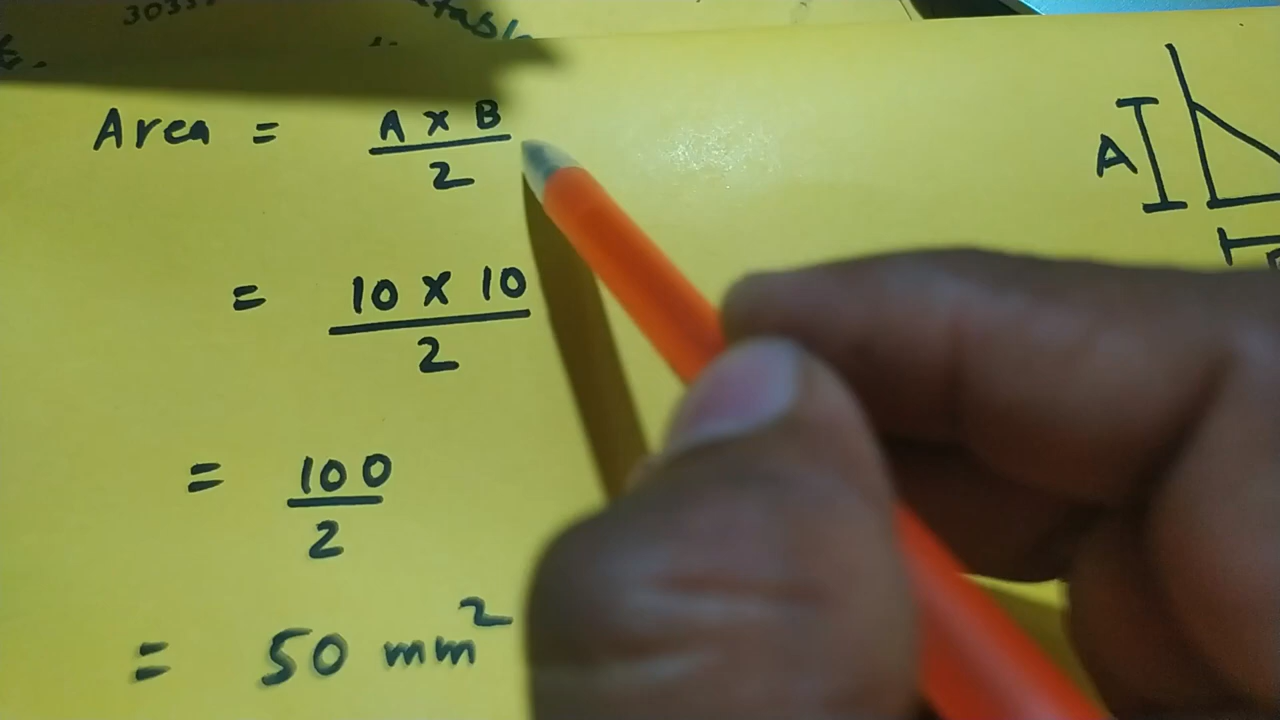 Area = A x B
2
= 10 x 10
2
= 100
2
= 50 mm²
A